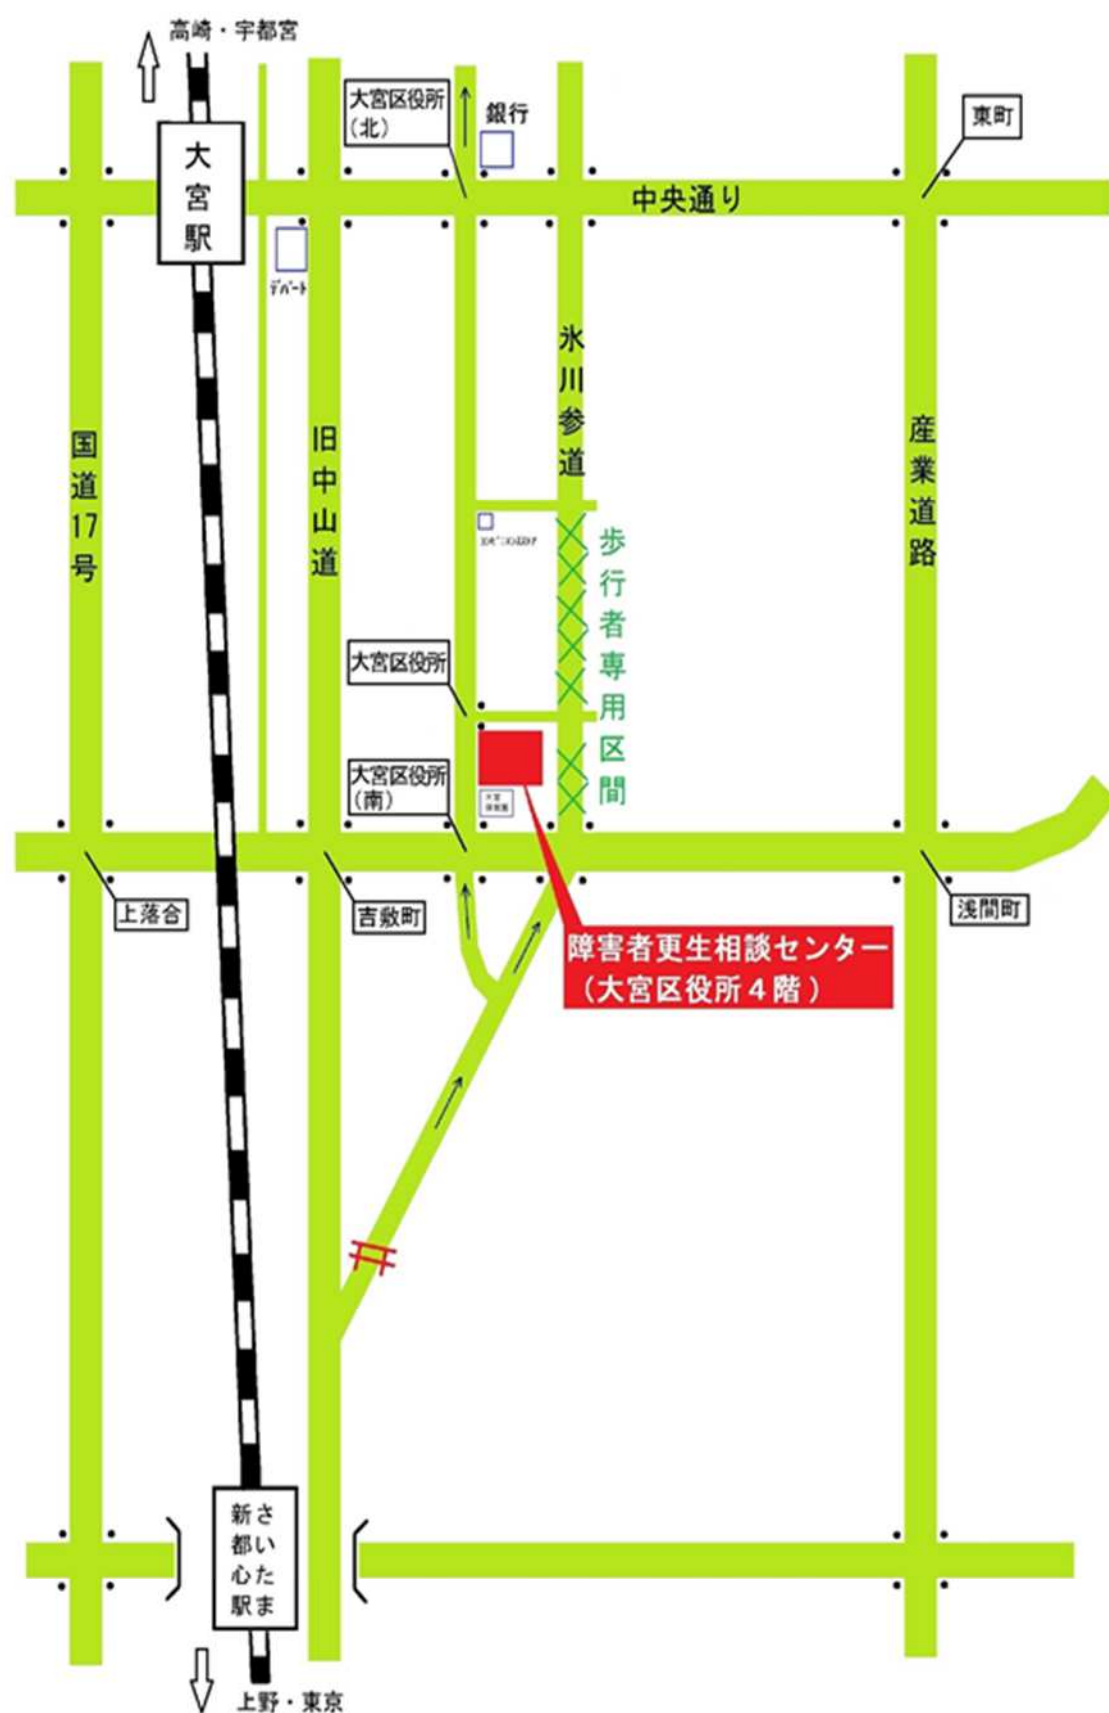 高崎・宇都宮
大宮区役所
(北)
銀行
東町
大宮駅
中央通り
デパート
氷川参道
国道17号
旧中山道
産業道路
歩行者専用区間
大宮区役所
大宮区役所
(南)
上落合
吉敷町
浅間町
障害者更生相談センター
(大宮区役所4階)
さいたま
新都心駅
上野・東京